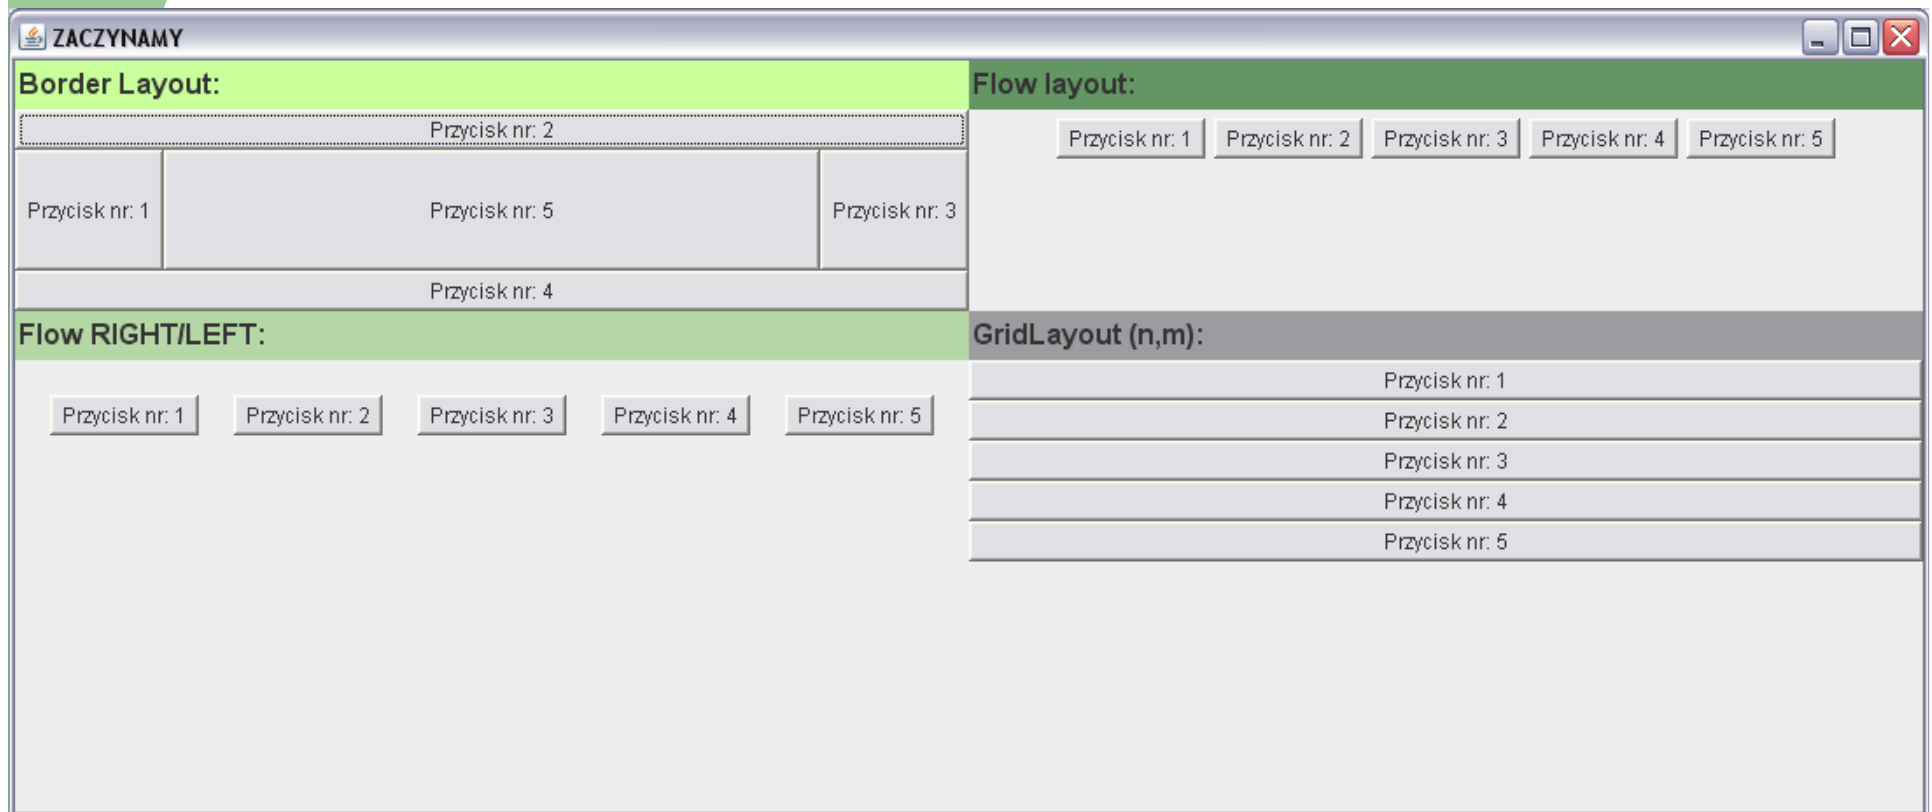 ZACZYNAMY
Border Layout:
Przycisk nr: 2
Przycisk nr: 1
Przycisk nr: 5
Przycisk nr: 3
Przycisk nr: 4
Flow layout:
Przycisk nr: 1 Przycisk nr: 2 Przycisk nr: 3 Przycisk nr: 4 Przycisk nr: 5
Flow RIGHT/LEFT:
Przycisk nr: 1 Przycisk nr: 2 Przycisk nr: 3 Przycisk nr: 4 Przycisk nr: 5
GridLayout (n,m):
Przycisk nr: 1
Przycisk nr: 2
Przycisk nr: 3
Przycisk nr: 4
Przycisk nr: 5